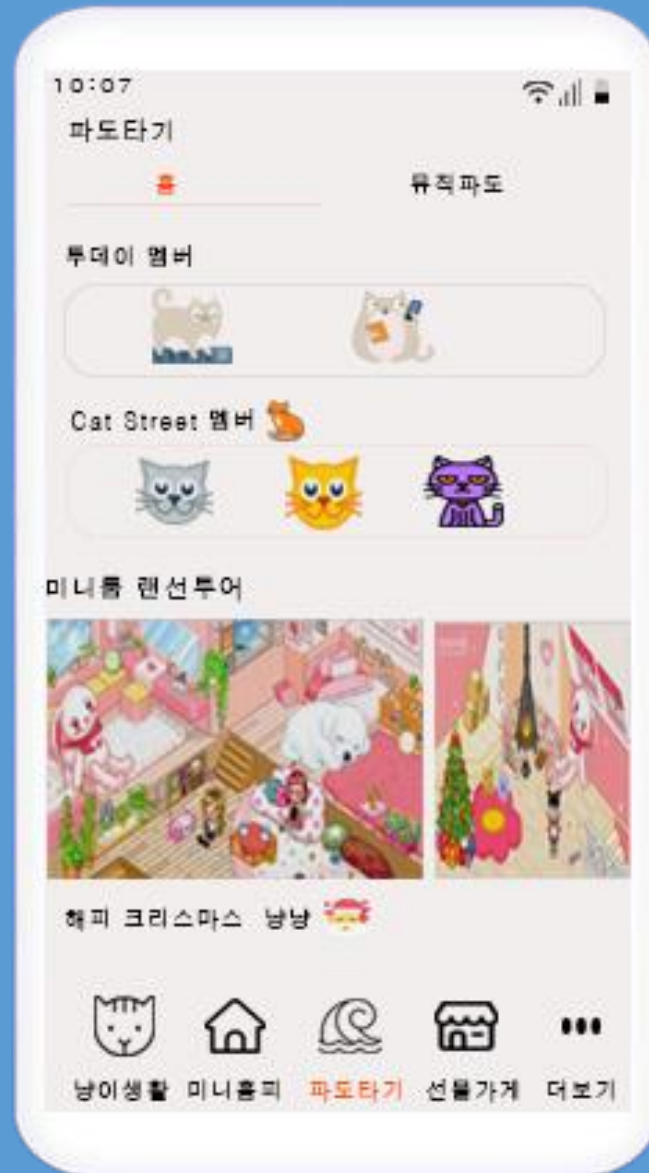 10:07
파도타기
홈 뮤직파도
투데이 멤버
Cat Street 멤버
미니룸 랜선투어
해피 크리스마스 냥냥
냥이생활 미니홈피 파도타기 선물가게 더보기